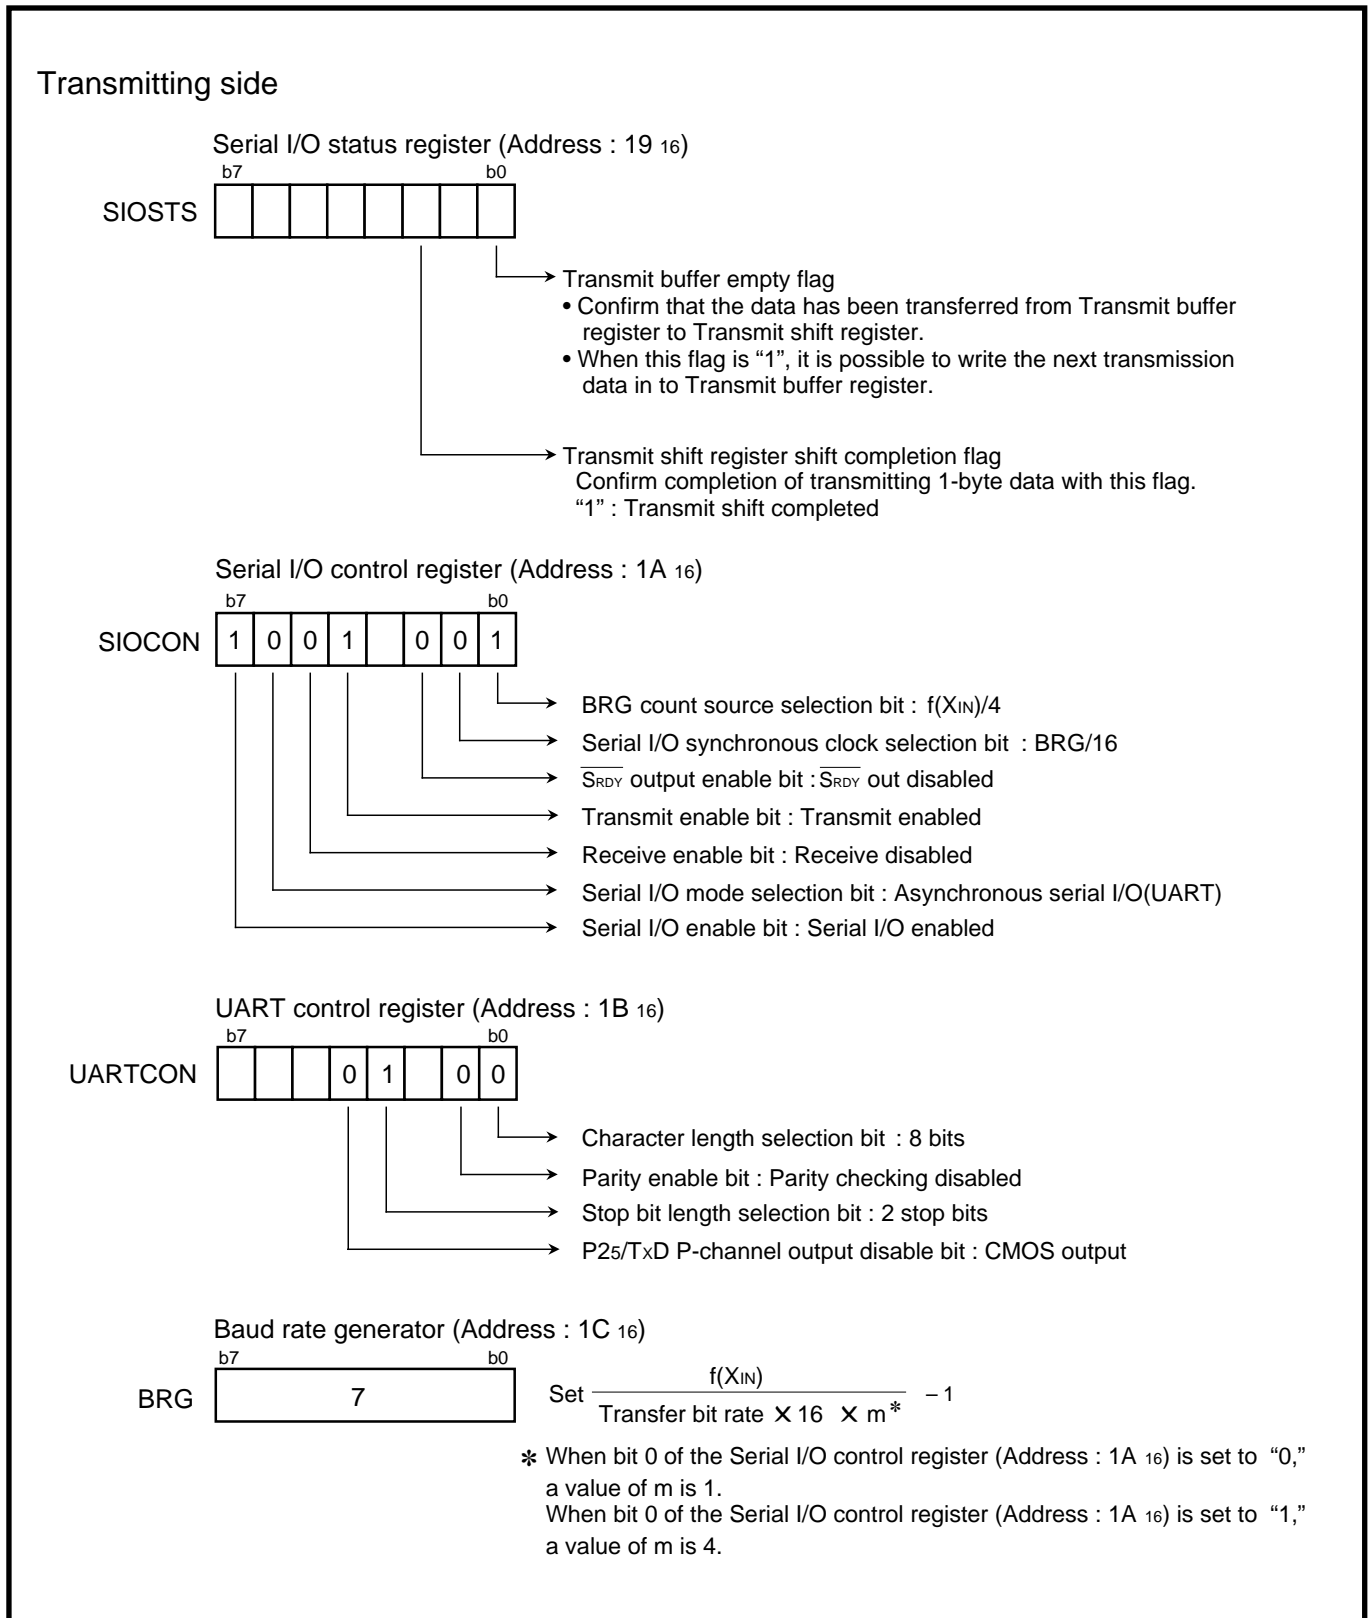 Transmitting side
Serial I/O status register (Address : 19 16)
b7 b0
SIOSTS
Transmit buffer empty flag
• Confirm that the data has been transferred from Transmit buffer
register to Transmit shift register.
• When this flag is “1”, it is possible to write the next transmission
data in to Transmit buffer register.
Transmit shift register shift completion flag
Confirm completion of transmitting 1-byte data with this flag.
“1” : Transmit shift completed
Serial I/O control register (Address : 1A 16)
b7 b0
SIOCON 1 0 0 1 0 0 1
BRG count source selection bit : f(XIN)/4
Serial I/O synchronous clock selection bit : BRG/16
SRDY output enable bit : SRDY out disabled
Transmit enable bit : Transmit enabled
Receive enable bit : Receive disabled
Serial I/O mode selection bit : Asynchronous serial I/O(UART)
Serial I/O enable bit : Serial I/O enabled
UART control register (Address : 1B 16)
b7 b0
UARTCON 0 1 0 0
Character length selection bit : 8 bits
Parity enable bit : Parity checking disabled
Stop bit length selection bit : 2 stop bits
P25/TxD P-channel output disable bit : CMOS output
Baud rate generator (Address : 1C 16)
b7 b0
BRG 7
Set f(XIN)
Transfer bit rate × 16 × m* – 1
* When bit 0 of the Serial I/O control register (Address : 1A 16) is set to “0,”
a value of m is 1.
When bit 0 of the Serial I/O control register (Address : 1A 16) is set to “1,”
a value of m is 4.